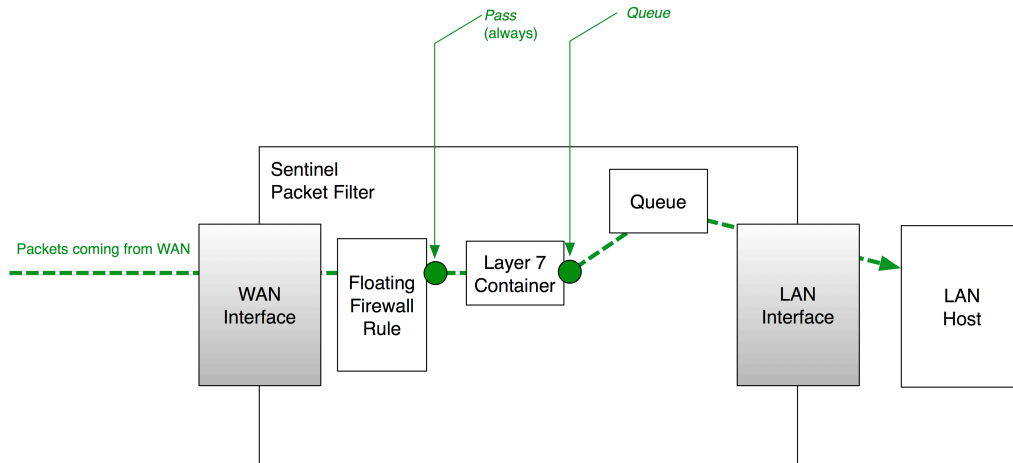 Pass
(always)
Queue
Sentinel
Packet Filter
Queue
Packets coming from WAN
WAN
Interface
Floating
Firewall
Rule
Layer 7
Container
LAN
Interface
LAN
Host